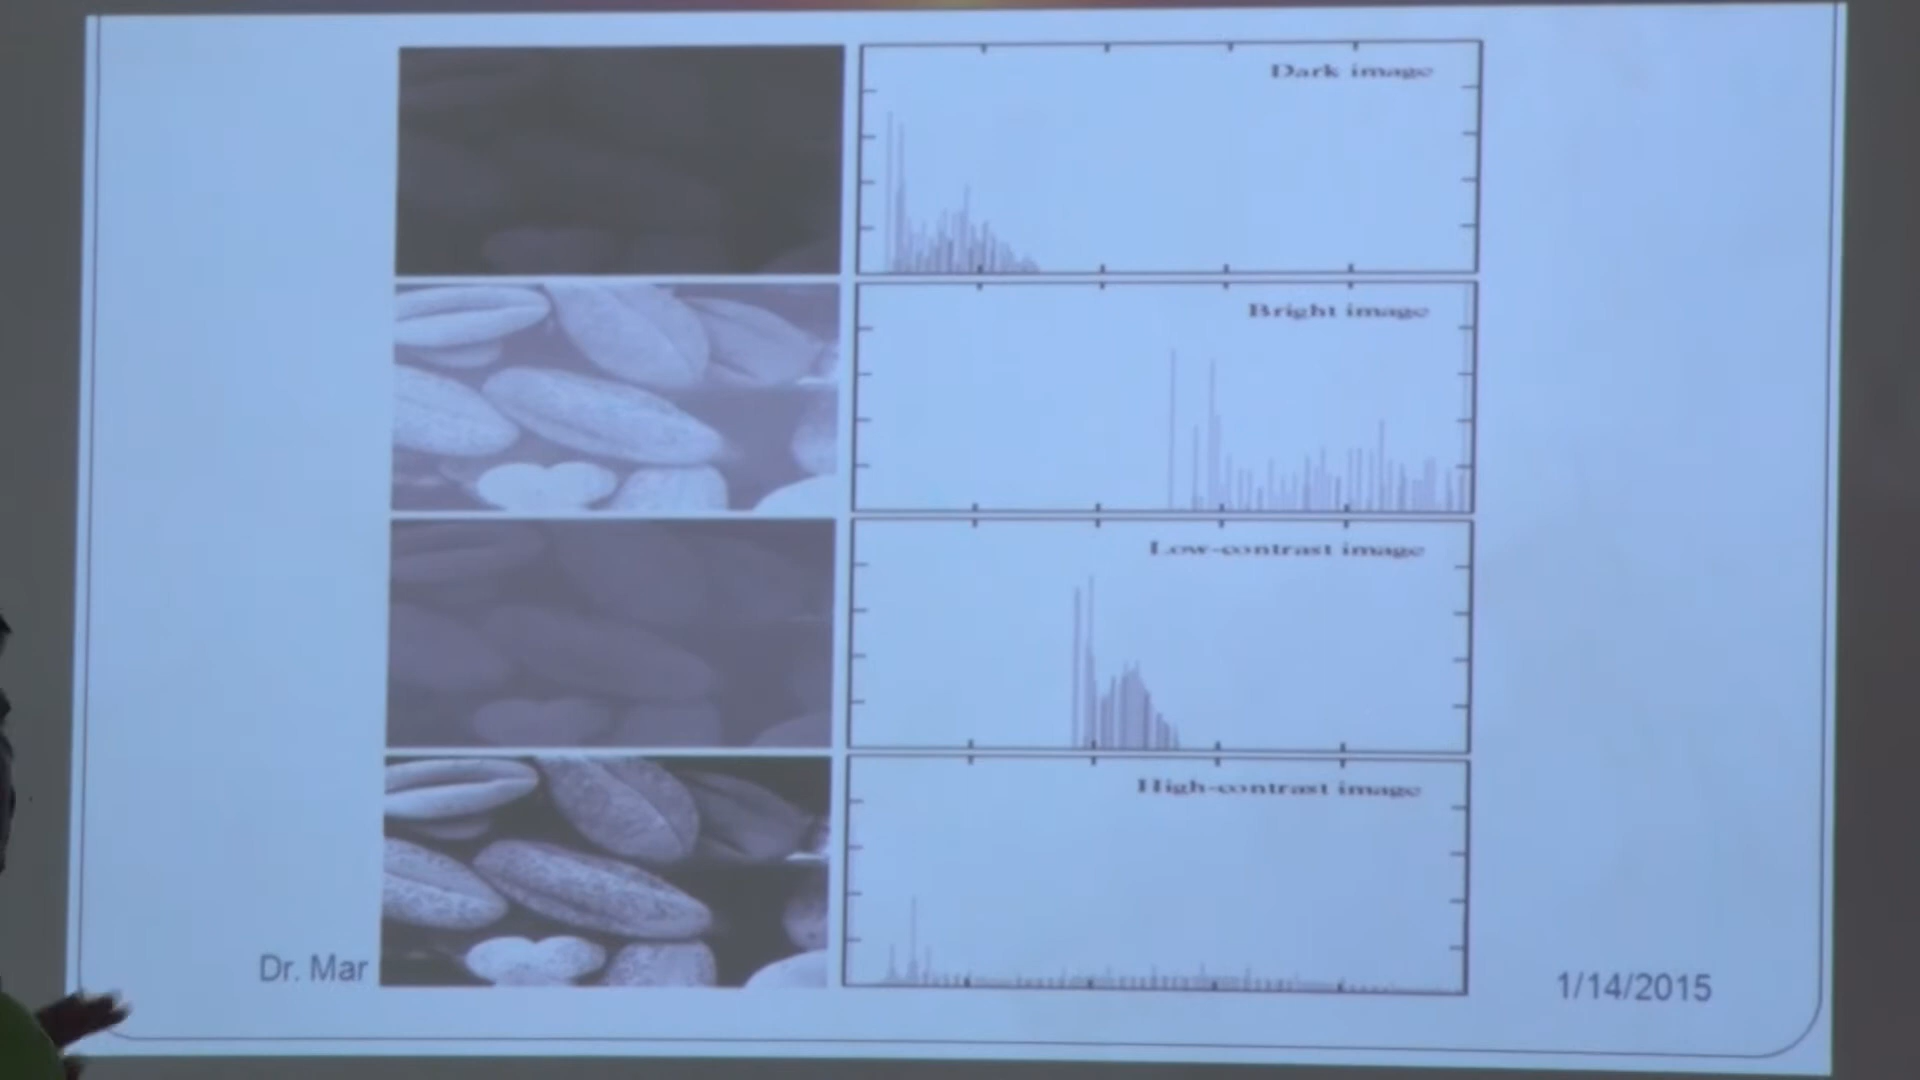 Dark image
Bright image
Low-contrast image
High-contrast image
Dr. Mar
1/14/2015